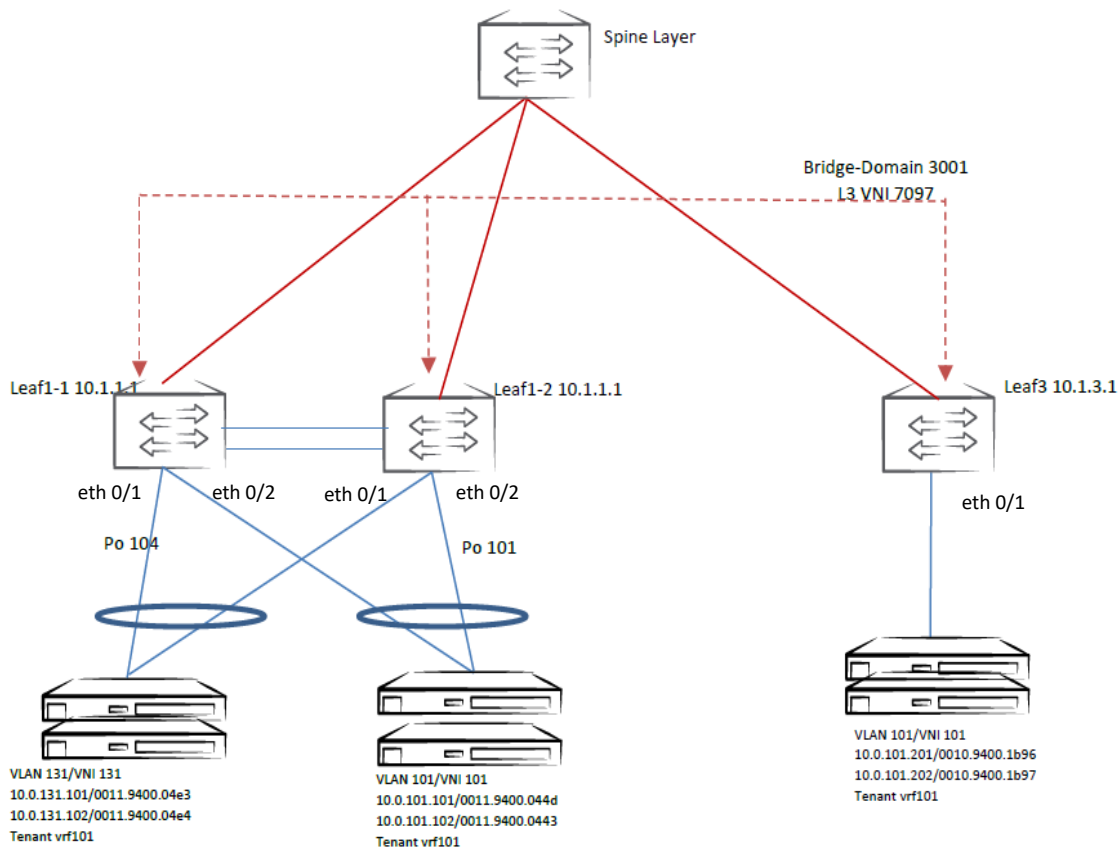 Spine Layer
Bridge-Domain 3001
L3 VNI 7097
Leaf1-1 10.1.1.1
Leaf1-2 10.1.1.1
Leaf3 10.1.3.1
eth 0/1
eth 0/2
eth 0/1
eth 0/2
eth 0/1
Po 104
Po 101
VLAN 131/VNI 131
10.0.131.101/0011.9400.04e3
10.0.131.102/0011.9400.04e4
Tenant vrf101
VLAN 101/VNI 101
10.0.101.101/0011.9400.044d
10.0.101.102/0011.9400.0443
Tenant vrf101
VLAN 101/VNI 101
10.0.101.201/0010.9400.1b96
10.0.101.202/0010.9400.1b97
Tenant vrf101